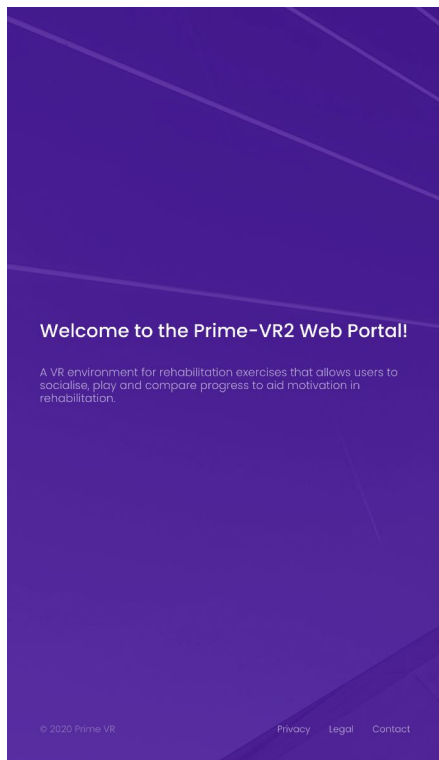 Welcome to the Prime-VR2 Web Portal!
A VR environment for rehabilitation exercises that allows users to
socialise, play and compare progress to aid motivation in
rehabilitation.
© 2020 Prime VR Privacy Legal Contact